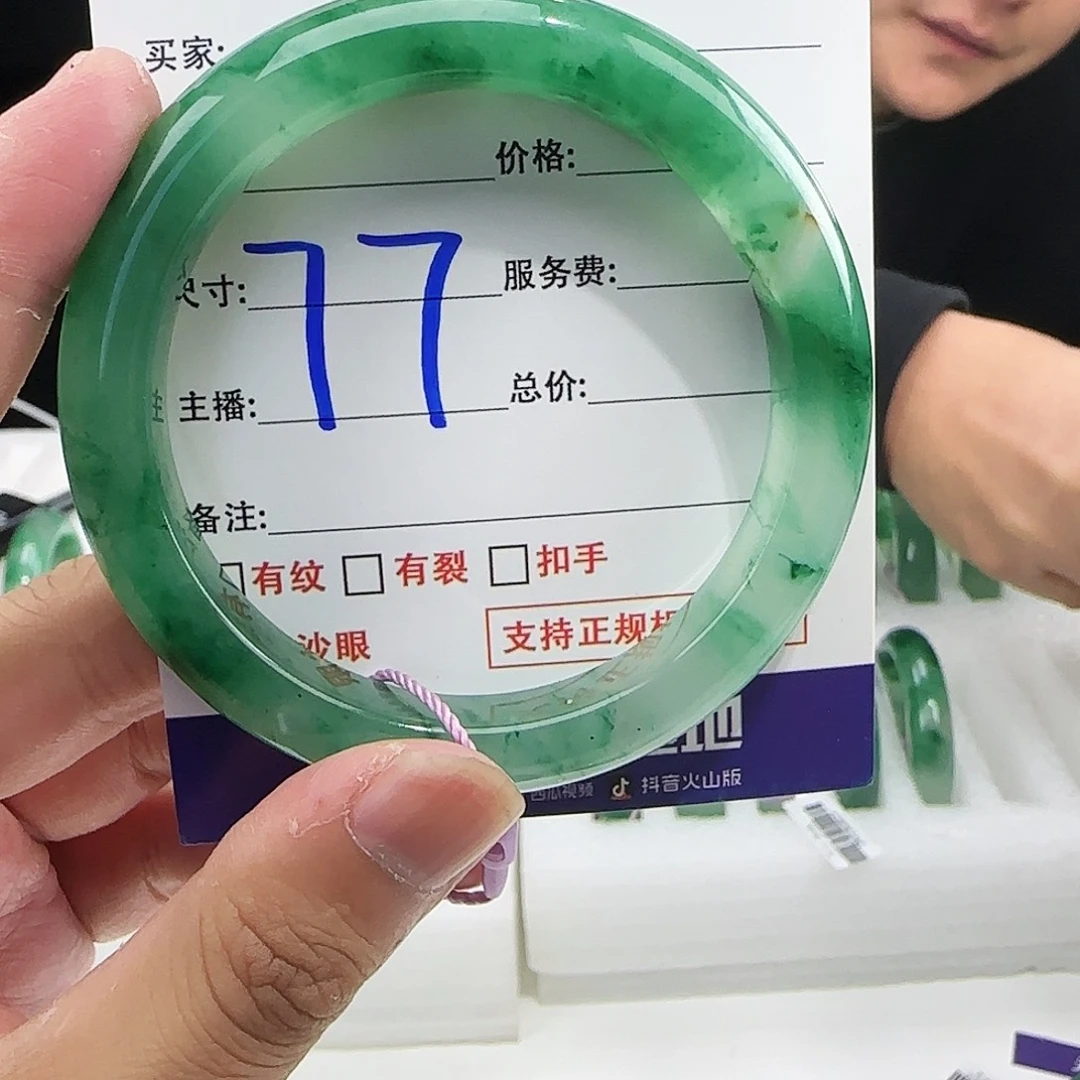 买家:
价格:
77
尺寸:
服务费:
主播:
总价:
备注:
有纹 有裂 扣手
沙眼
支持正规
西瓜视频 抖音火山版